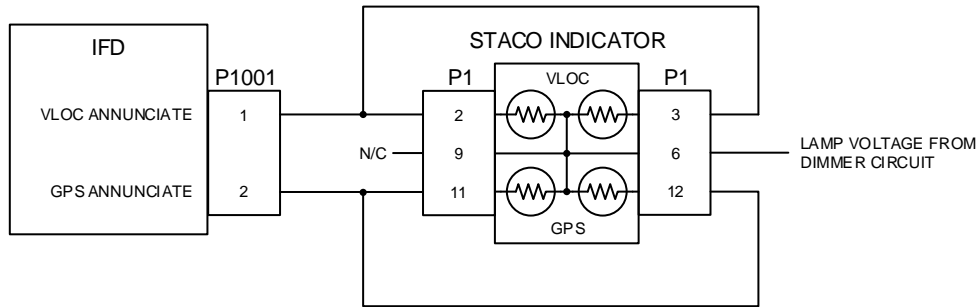 IFD
STACO INDICATOR
P1001
P1
VLOC
P1
VLOC ANNUNCIATE
1
2
3
LAMP VOLTAGE FROM
DIMMER CIRCUIT
N/C
9
6
GPS ANNUNCIATE
2
11
12
GPS